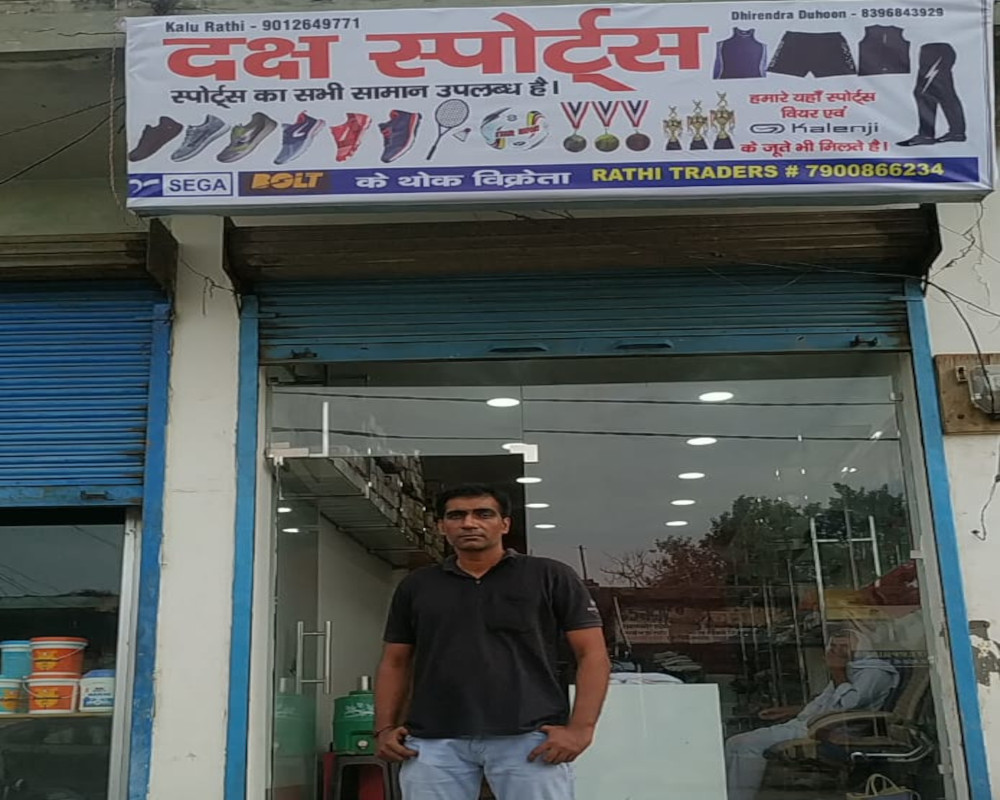 Kalu Rathi - 9012649771
Dhirendra Duhoon - 8396843929
दक्ष स्पोर्ट्स
स्पोर्ट्स का सभी सामान उपलब्ध है।
हमारे यहाँ स्पोर्ट्स
वियर एवं
Kalenji
के जूते भी मिलते है।
SEGA BOLT के थोक विक्रेता RATHI TRADERS # 7900866234